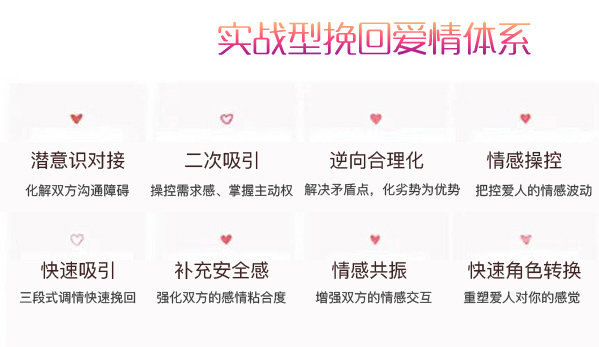 实战型挽回爱情体系
潜意识对接 二次吸引 逆向合理化 情感操控
化解双方沟通障碍 操控需求感、掌握主动权 解决矛盾点，化劣势为优势 把控爱人的情感波动
快速吸引 补充安全感 情感共振 快速角色转换
三段式调情快速挽回 强化双方的感情粘合度 增强双方的情感交互 重塑爱人对你的感觉